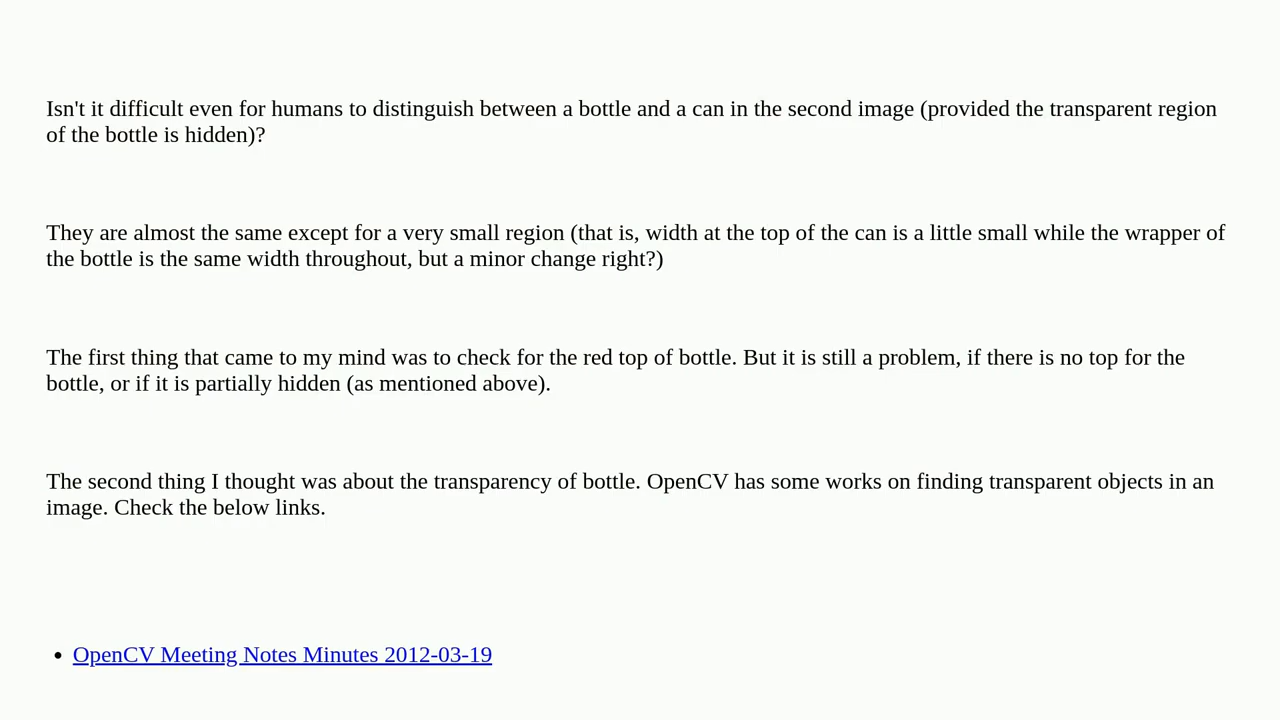 Isn't it difficult even for humans to distinguish between a bottle and a can in the second image (provided the transparent region
of the bottle is hidden)?
They are almost the same except for a very small region (that is, width at the top of the can is a little small while the wrapper of
the bottle is the same width throughout, but a minor change right?)
The first thing that came to my mind was to check for the red top of bottle. But it is still a problem, if there is no top for the
bottle, or if it is partially hidden (as mentioned above).
The second thing I thought was about the transparency of bottle. OpenCV has some works on finding transparent objects in an
image. Check the below links.
• OpenCV Meeting Notes Minutes 2012-03-19